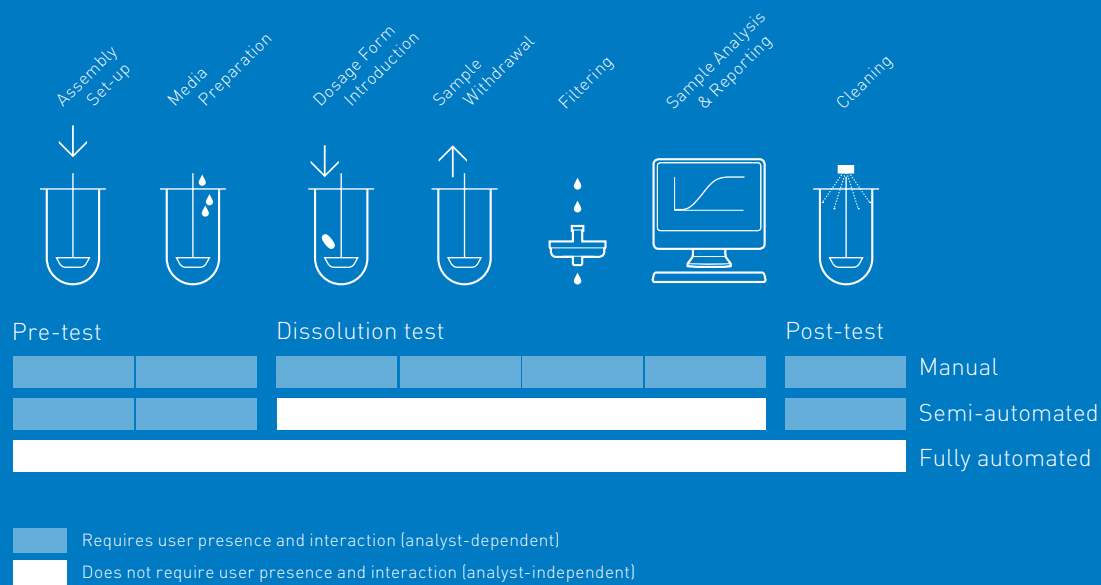 Assembly
Set-up
Media
Preparation
Dosage Form
Introduction
Sample
Withdrawal
Filtering
Sample Analysis
& Reporting
Cleaning
Pre-test
Dissolution test
Post-test
Manual
Semi-automated
Fully automated
Requires user presence and interaction (analyst-dependent)
Does not require user presence and interaction (analyst-independent)